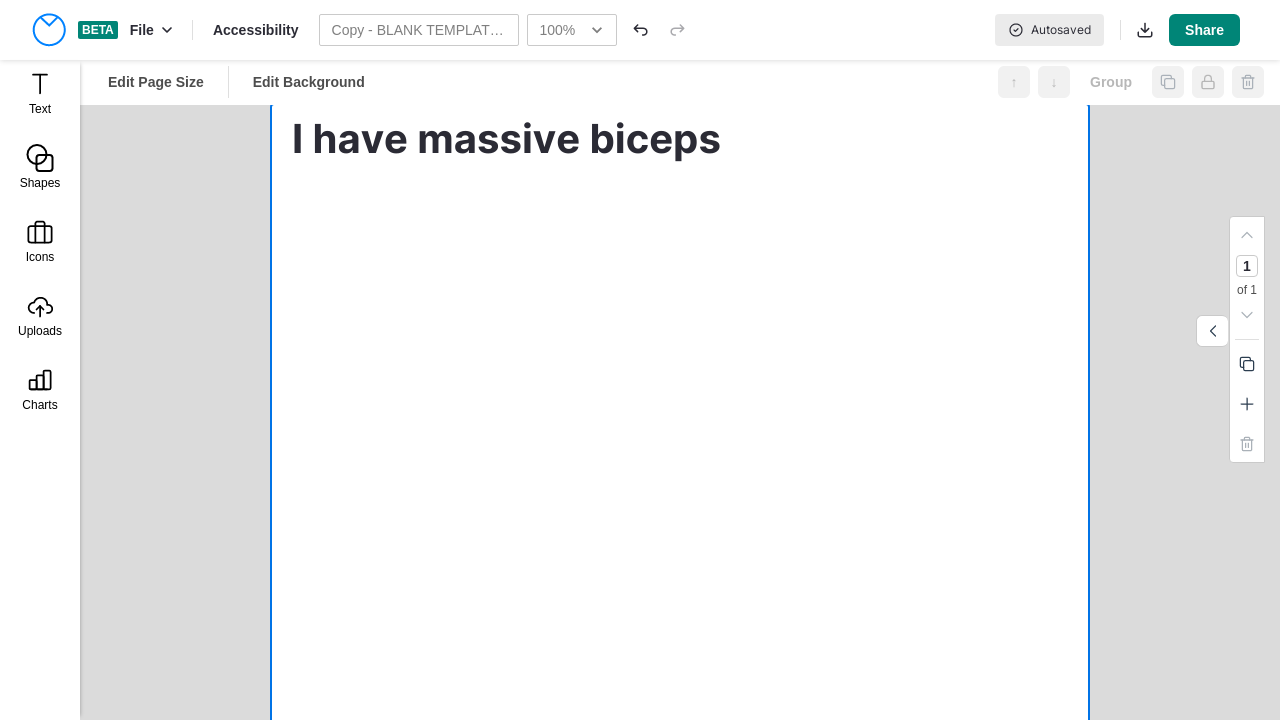 BETA
File
Accessibility
Copy - BLANK TEMPLAT…
100%
Autosaved
Share
Edit Page Size
Edit Background
↑
↓
Group
Text
Shapes
Icons
Uploads
Charts
I have massive biceps
1
of 1